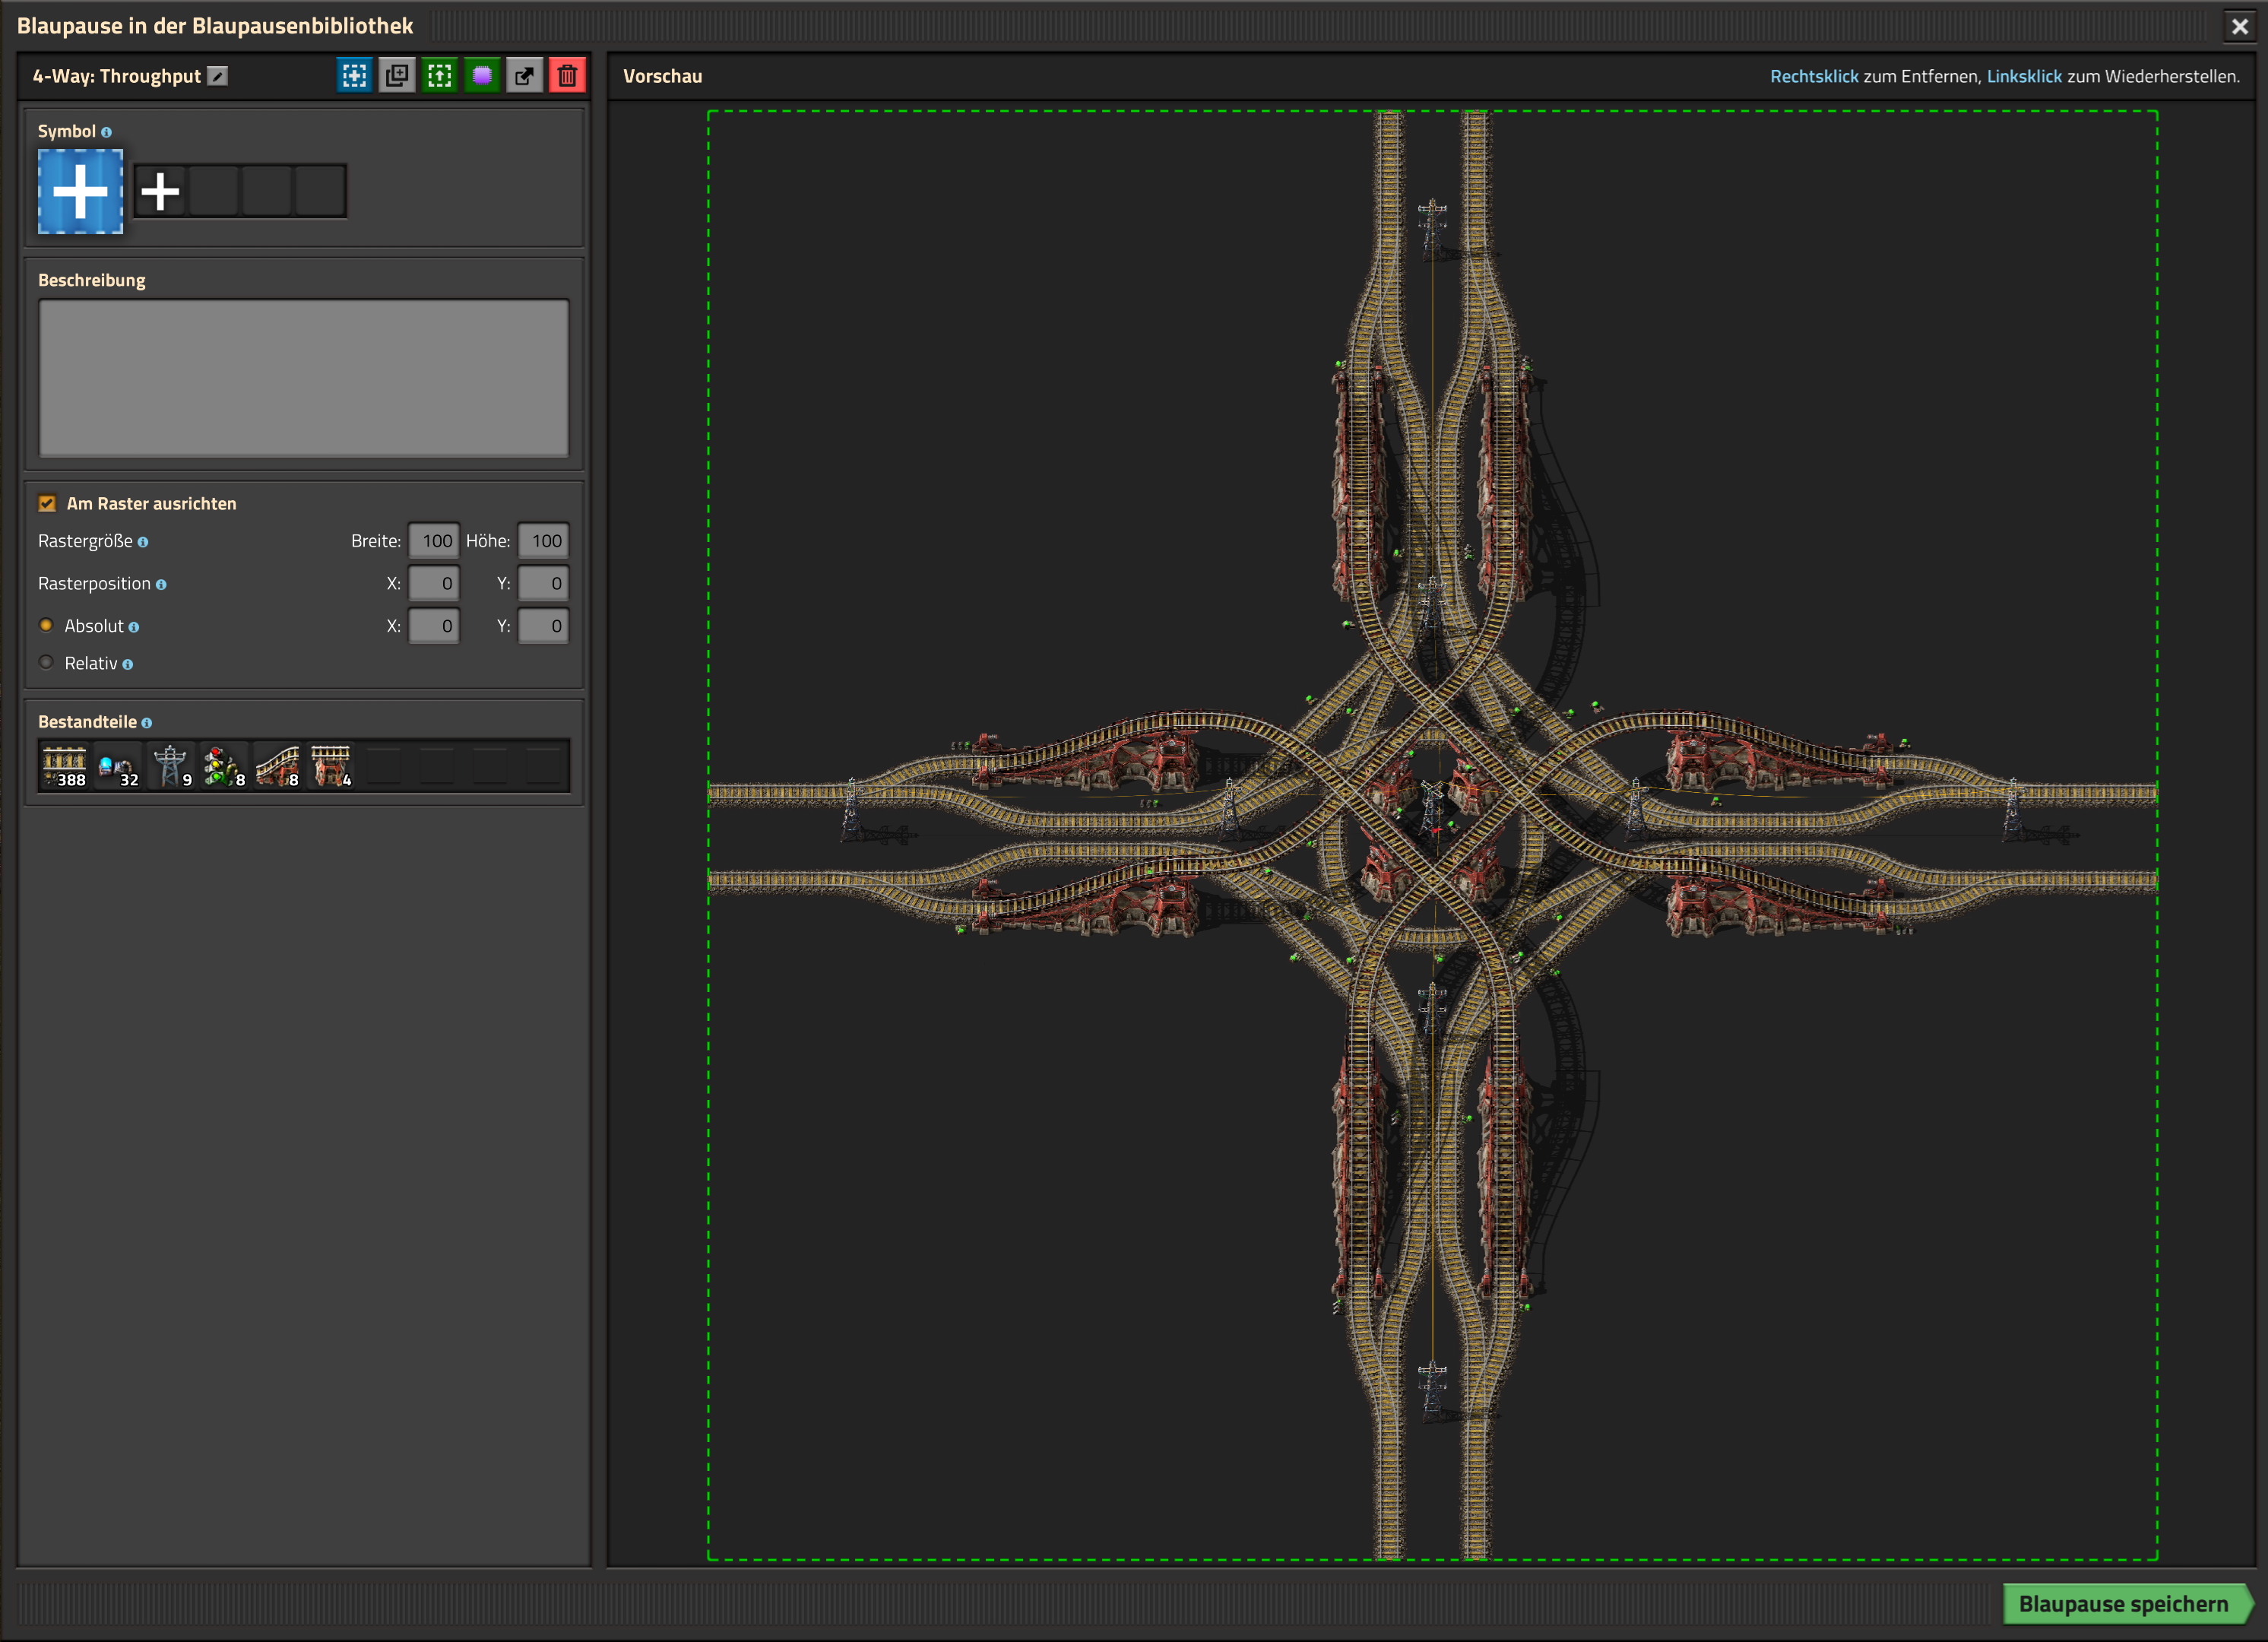 Blaupause in der Blaupausenbibliothek
4-Way: Throughput
Symbol
Beschreibung
Am Raster ausrichten
Rastergröße Breite: 100 Höhe: 100
Rasterposition X: 0 Y: 0
Absolut X: 0 Y: 0
Relativ
Bestandteile
388 32 9 8 8 4
Vorschau
Rechtsklick zum Entfernen, Linksklick zum Wiederherstellen.
Blaupause speichern